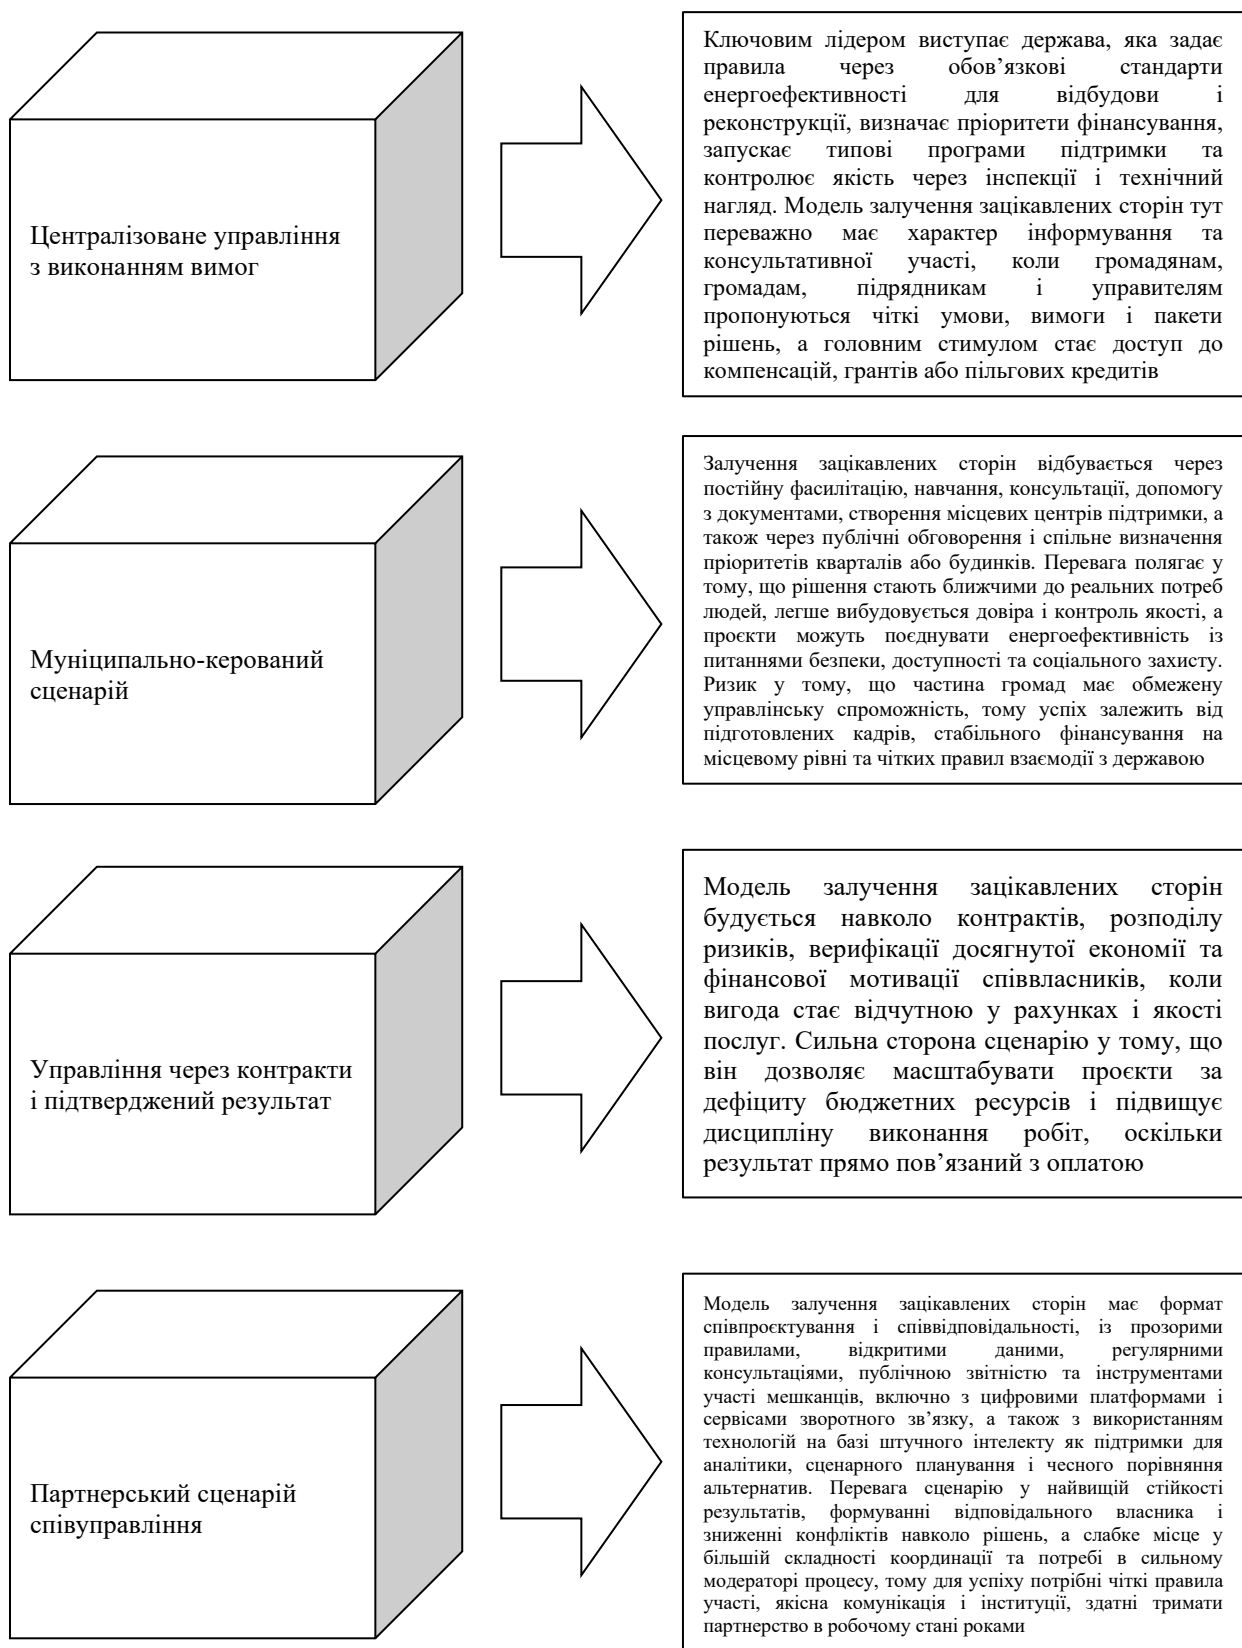 Централізоване управління
з виконанням вимог
Ключовим лідером виступає держава, яка задає
правила через обов’язкові стандарти
енергоефективності для відбудови і
реконструкції, визначає пріоритети фінансування,
запускає типові програми підтримки та
контролює якість через інспекції і технічний
нагляд. Модель залучення зацікавлених сторін тут
переважно має характер інформування та
консультативної участі, коли громадянам,
громадам, підрядникам і управителям
пропонуються чіткі умови, вимоги і пакети
рішень, а головним стимулом стає доступ до
компенсацій, грантів або пільгових кредитів
Муніципально-керований
сценарій
Залучення зацікавлених сторін відбувається через
постійну фасилітацію, навчання, консультації, допомогу
з документами, створення місцевих центрів підтримки, а
також через публічні обговорення і спільне визначення
пріоритетів кварталів або будинків. Перевага полягає у
тому, що рішення стають ближчими до реальних потреб
людей, легше вибудовується довіра і контроль якості, а
проєкти можуть поєднувати енергоефективність із
питаннями безпеки, доступності та соціального захисту.
Ризик у тому, що частина громад має обмежену
управлінську спроможність, тому успіх залежить від
підготовлених кадрів, стабільного фінансування на
місцевому рівні та чітких правил взаємодії з державою
Управління через контракти
і підтверджений результат
Модель залучення зацікавлених сторін
будується навколо контрактів, розподілу
ризиків, верифікації досягнутої економії та
фінансової мотивації співвласників, коли
вигода стає відчутною у рахунках і якості
послуг. Сильна сторона сценарію у тому, що
він дозволяє масштабувати проєкти за
дефіциту бюджетних ресурсів і підвищує
дисципліну виконання робіт, оскільки
результат прямо пов’язаний з оплатою
Партнерський сценарій
співуправління
Модель залучення зацікавлених сторін має формат
співпроєктування і співвідповідальності, із прозорими
правилами, відкритими даними, регулярними
консультаціями, публічною звітністю та інструментами
участі мешканців, включно з цифровими платформами і
сервісами зворотного зв’язку, а також з використанням
технологій на базі штучного інтелекту як підтримки для
аналітики, сценарного планування і чесного порівняння
альтернатив. Перевага сценарію у найвищій стійкості
результатів, формуванні відповідального власника і
зниженні конфліктів навколо рішень, а слабке місце у
більшій складності координації та потребі в сильному
модераторі процесу, тому для успіху потрібні чіткі правила
участі, якісна комунікація і інституції, здатні тримати
партнерство в робочому стані роками